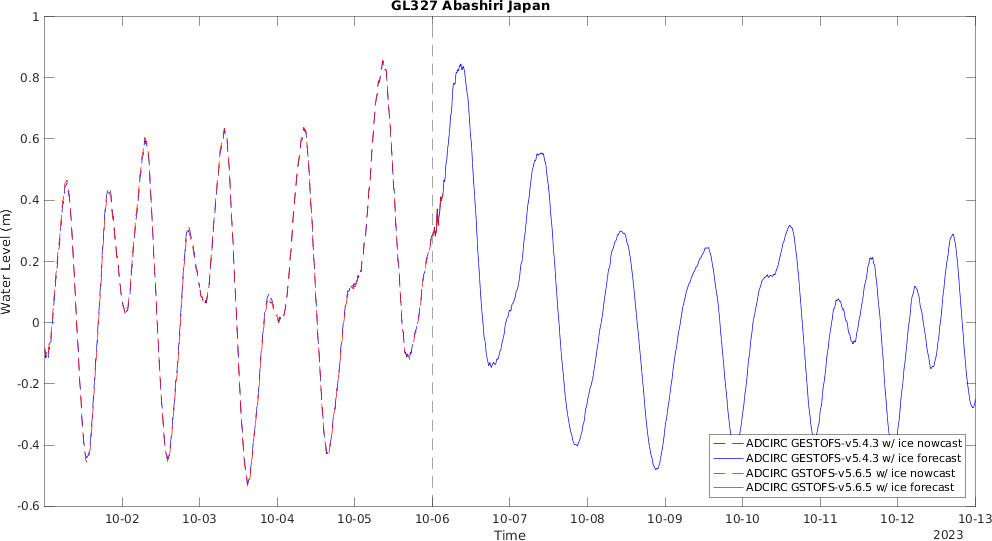 GL327 Abashiri Japan
1
0.8
0.6
0.4
0.2
0
-0.2
-0.4
-0.6
Water Level (m)
ADCIRC GESTOFS-v5.4.3 w/ ice nowcast
ADCIRC GESTOFS-v5.4.3 w/ ice forecast
ADCIRC GSTOFS-v5.6.5 w/ ice nowcast
ADCIRC GSTOFS-v5.6.5 w/ ice forecast
10-02 10-03 10-04 10-05 10-06 10-07 10-08 10-09 10-10 10-11 10-12 10-13
Time
2023